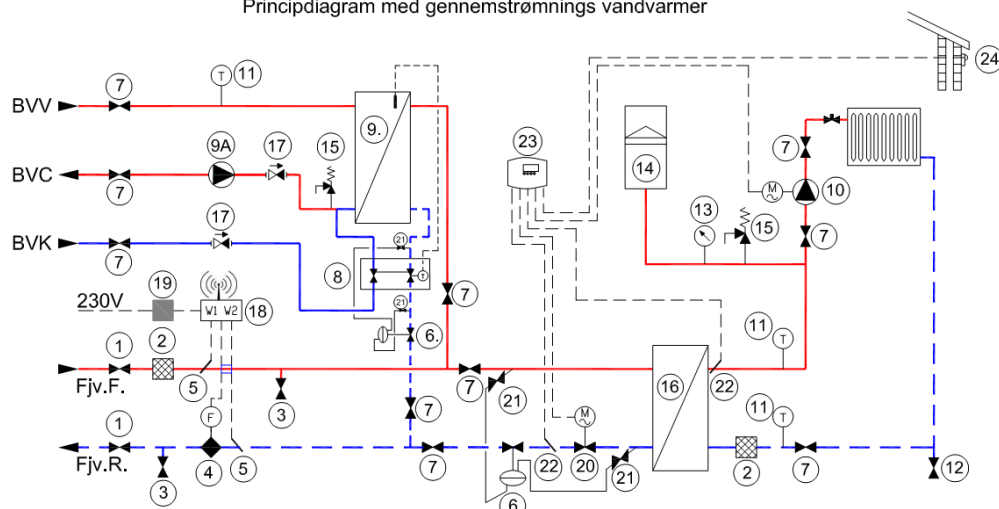 Principdiagram med gennemstrømnings vandvarmer
24
BVV 7 T 11 9. 23 7
BVC 7 9A 17 15 14 M 10
13 15 7
BVK 7 17 21 8 T 7
230V 19 W1 W2 18 21 6.
Fjv.F. 1 2 5 3 7 21 16 22 T 11
F 7 M T 11
Fjv.R. 1 3 4 5 7 6 22 20 21 2 7 12